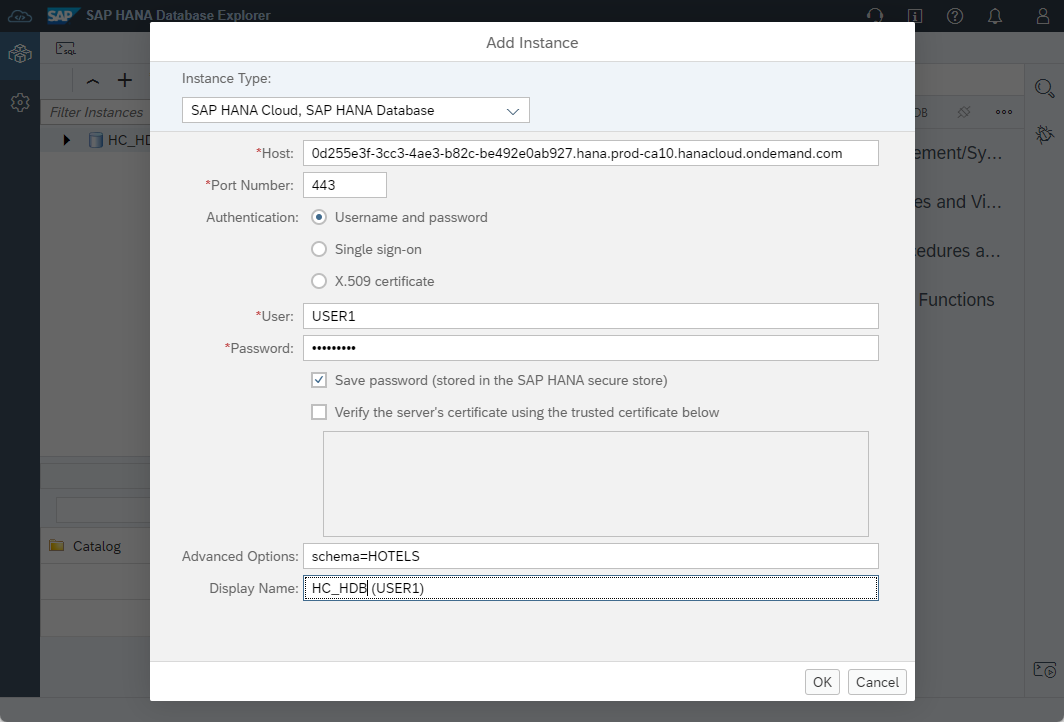 SAP SAP HANA Database Explorer
Add Instance
SQL
Instance Type:
SAP HANA Cloud, SAP HANA Database
Filter Instances
HC_HD
*Host: 0d255e3f-3cc3-4ae3-b82c-be492e0ab927.hana.prod-ca10.hanacloud.ondemand.com
*Port Number: 443
Authentication: Username and password
Single sign-on
X.509 certificate
*User: USER1
*Password: •••••••••
Save password (stored in the SAP HANA secure store)
Verify the server's certificate using the trusted certificate below
Catalog
Advanced Options: schema=HOTELS
Display Name: HC_HDB (USER1)
OK
Cancel
DB
ement/Sy...
es and Vi...
cedures a...
Functions